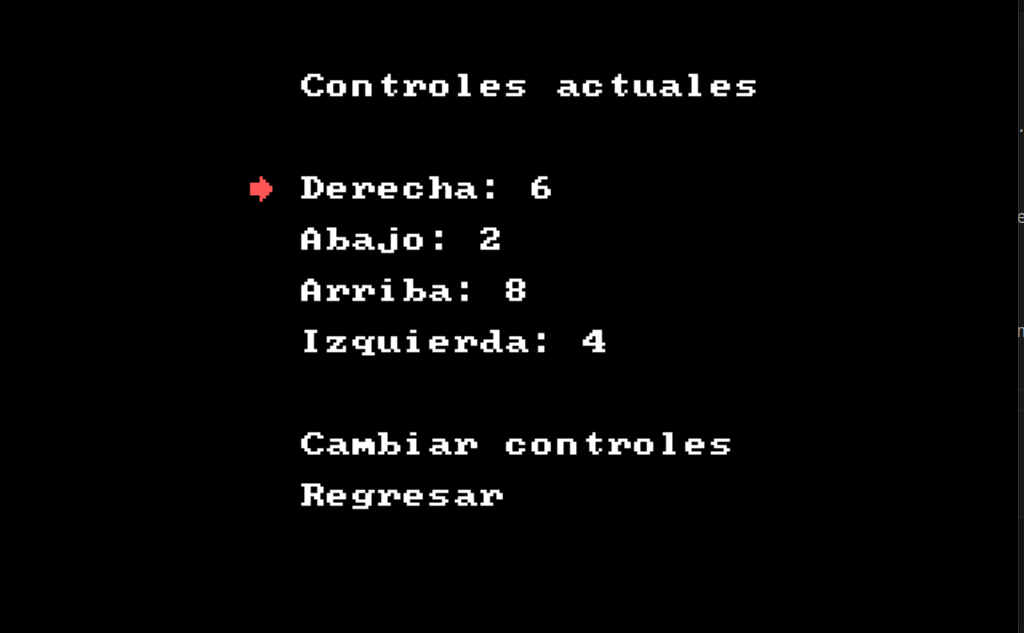 Controles actuales
Derecha: 6
Abajo: 2
Arriba: 8
Izquierda: 4
Cambiar controles
Regresar